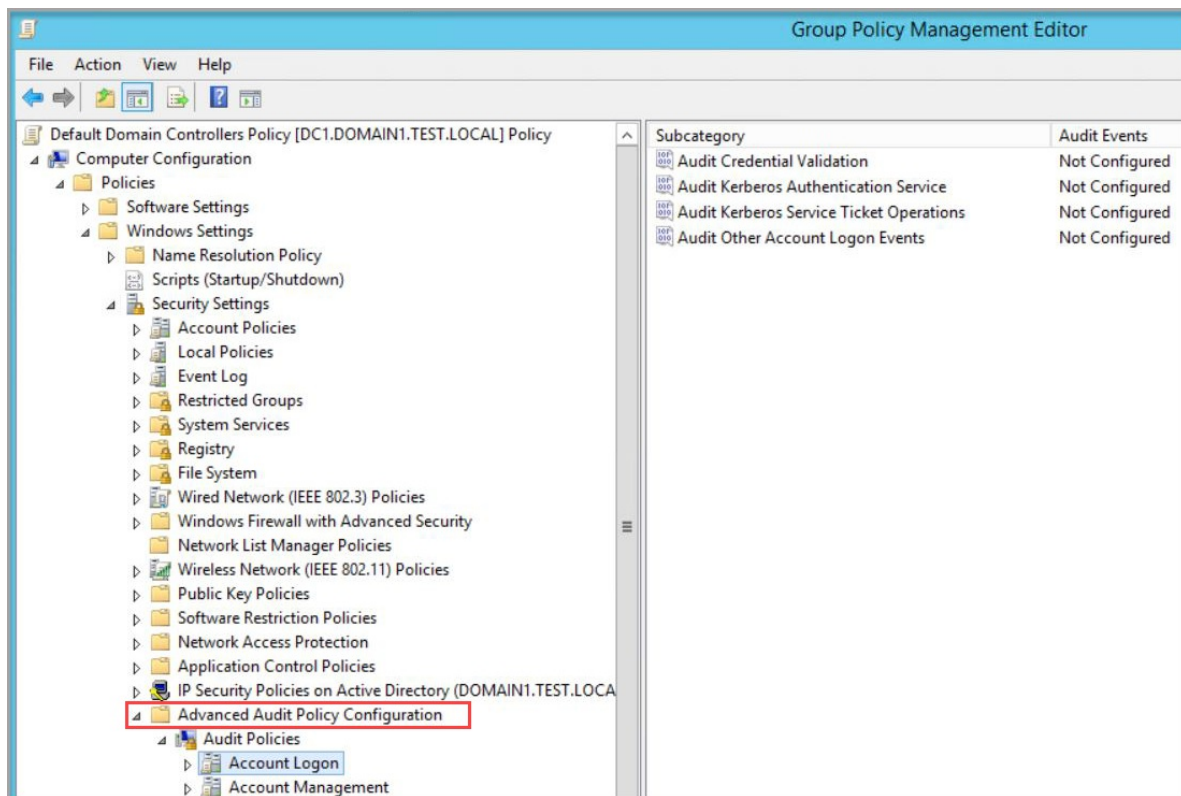 Group Policy Management Editor
File Action View Help
Default Domain Controllers Policy [DC1.DOMAIN1.TEST.LOCAL] Policy
Computer Configuration
Policies
Software Settings
Windows Settings
Name Resolution Policy
Scripts (Startup/Shutdown)
Security Settings
Account Policies
Local Policies
Event Log
Restricted Groups
System Services
Registry
File System
Wired Network (IEEE 802.3) Policies
Windows Firewall with Advanced Security
Network List Manager Policies
Wireless Network (IEEE 802.11) Policies
Public Key Policies
Software Restriction Policies
Network Access Protection
Application Control Policies
IP Security Policies on Active Directory (DOMAIN1.TEST.LOCA
Advanced Audit Policy Configuration
Audit Policies
Account Logon
Account Management
Subcategory Audit Events
Audit Credential Validation Not Configured
Audit Kerberos Authentication Service Not Configured
Audit Kerberos Service Ticket Operations Not Configured
Audit Other Account Logon Events Not Configured